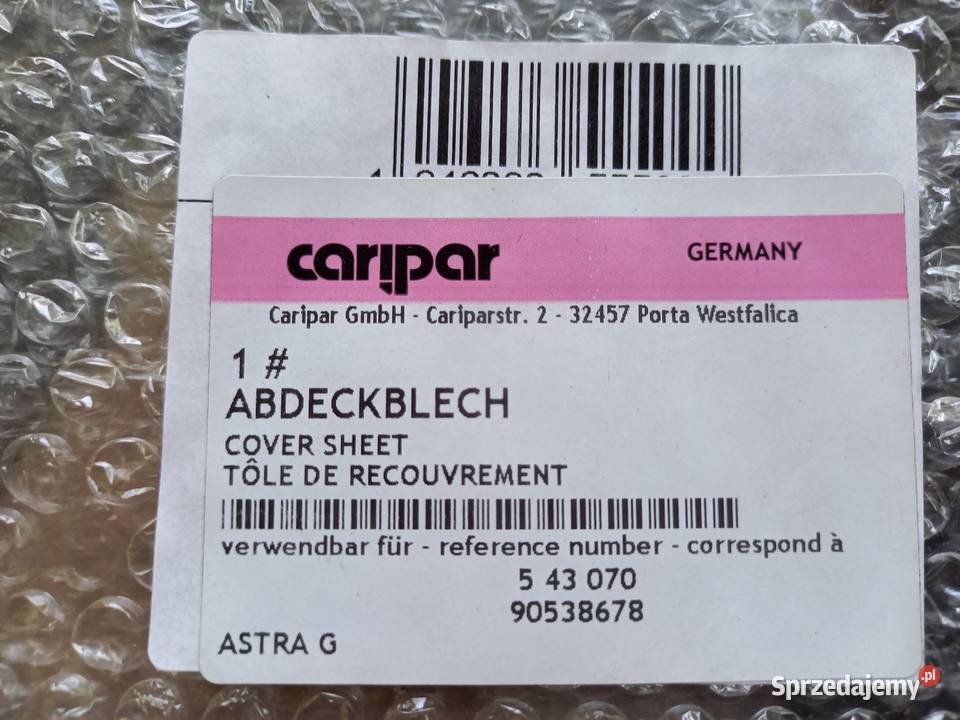 caripar GERMANY
Caripar GmbH - Cariparstr. 2 - 32457 Porta Westfalica
1 #
ABDECKBLECH
COVER SHEET
TÔLE DE RECOUVREMENT
verwendbar für - reference number - correspond à
5 43 070
90538678
ASTRA G
Sprzedajemy.pl